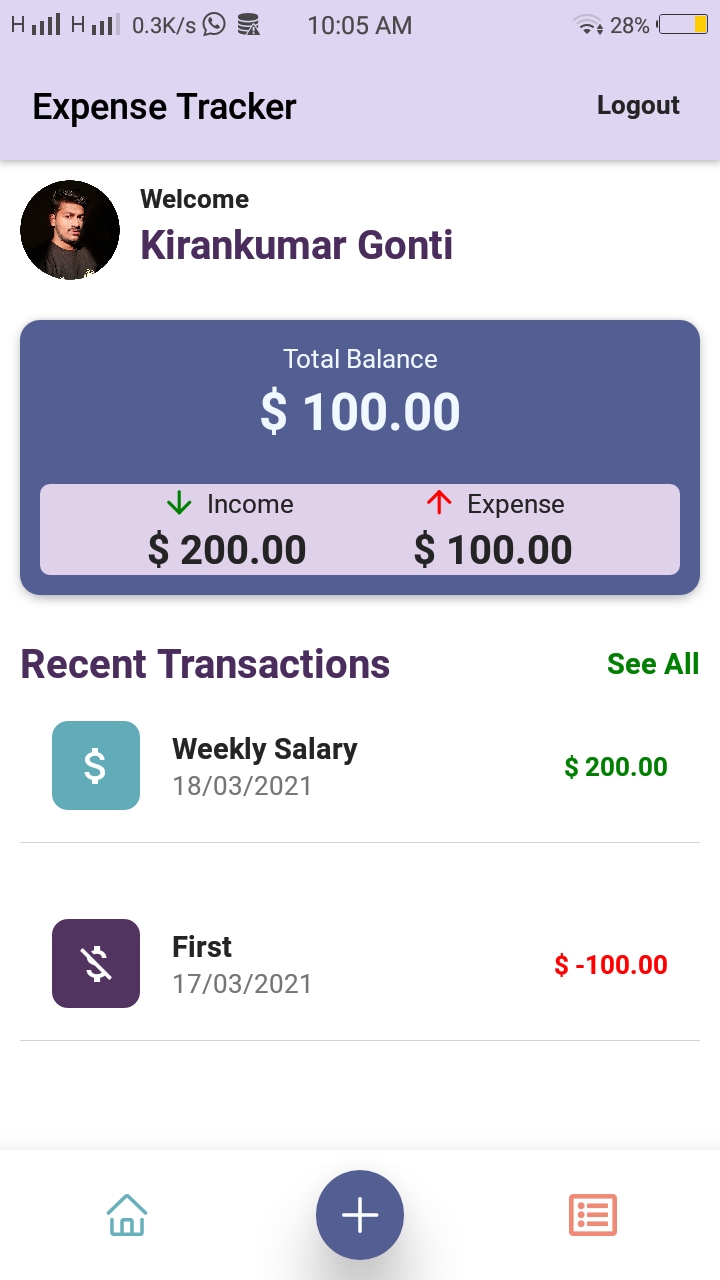 H H 0.3K/s 10:05 AM 28%
Expense Tracker Logout
Welcome
Kirankumar Gonti
Total Balance
$ 100.00
Income Expense
$ 200.00 $ 100.00
Recent Transactions See All
Weekly Salary
18/03/2021
$ 200.00
First
17/03/2021
$ -100.00